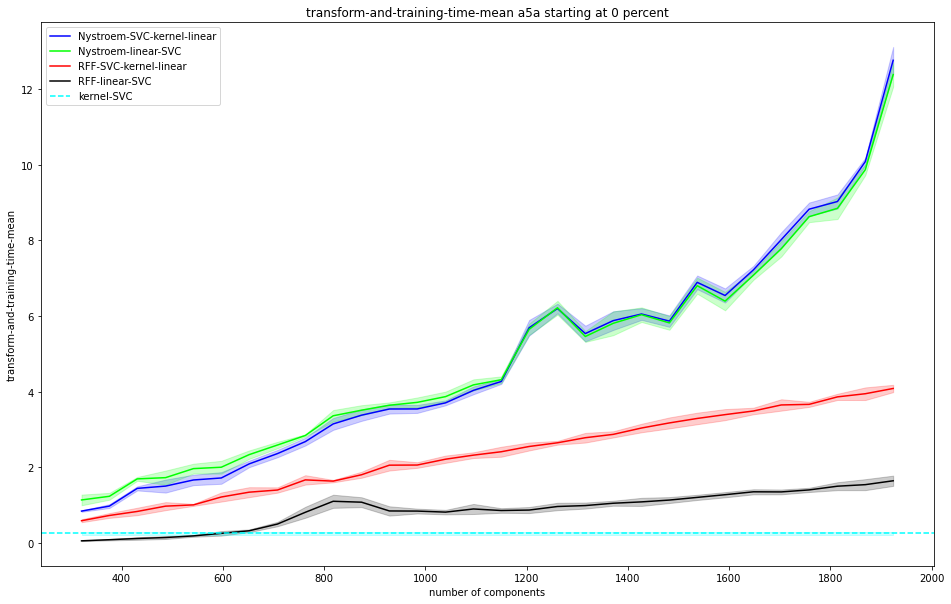 transform-and-training-time-mean a5a starting at 0 percent
Nystroem-SVC-kernel-linear
Nystroem-linear-SVC
RFF-SVC-kernel-linear
RFF-linear-SVC
kernel-SVC
transform-and-training-time-mean
12
10
8
6
4
2
0
400 600 800 1000 1200 1400 1600 1800 2000
number of components